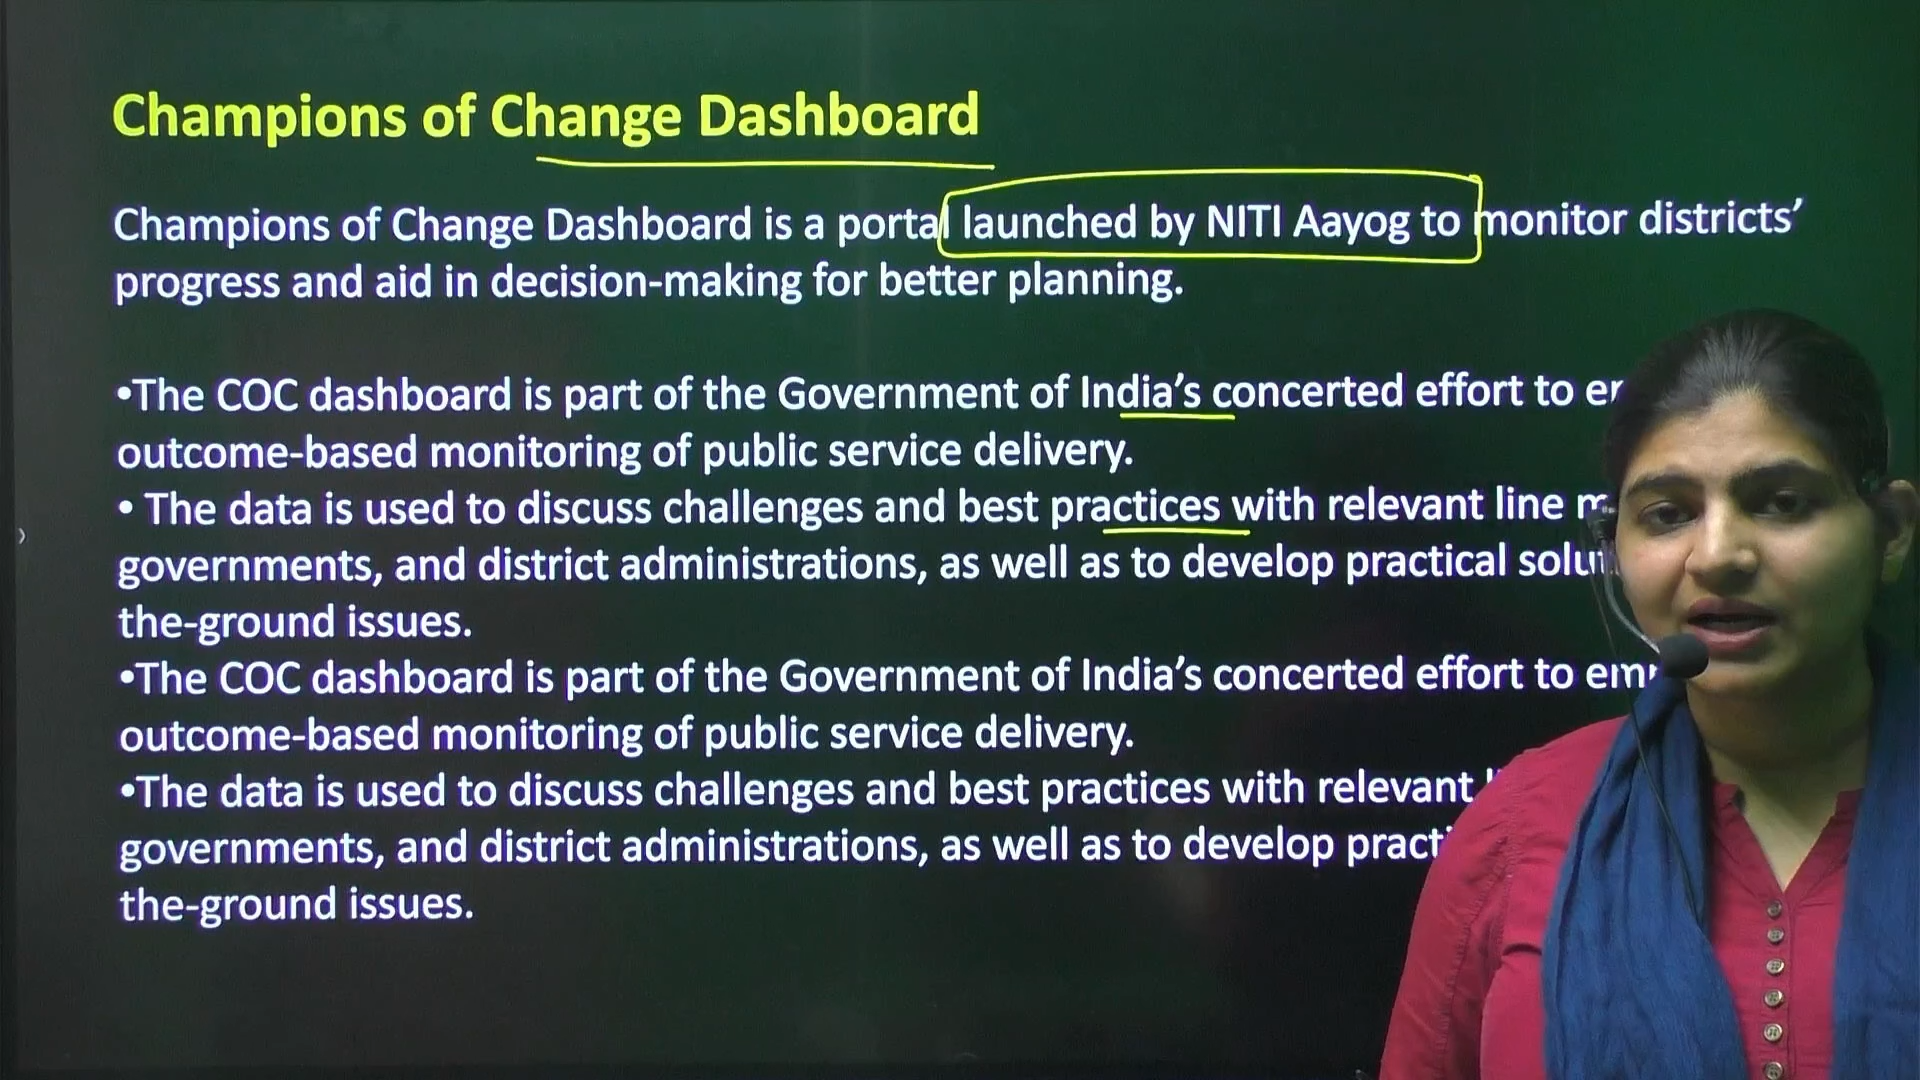 Champions of Change Dashboard
Champions of Change Dashboard is a portal launched by NITI Aayog to monitor districts’
progress and aid in decision-making for better planning.
•The COC dashboard is part of the Government of India’s concerted effort to
outcome-based monitoring of public service delivery.
• The data is used to discuss challenges and best practices with relevant line
governments, and district administrations, as well as to develop practical
the-ground issues.
•The COC dashboard is part of the Government of India’s concerted effort to
outcome-based monitoring of public service delivery.
•The data is used to discuss challenges and best practices with relevant
governments, and district administrations, as well as to develop
the-ground issues.